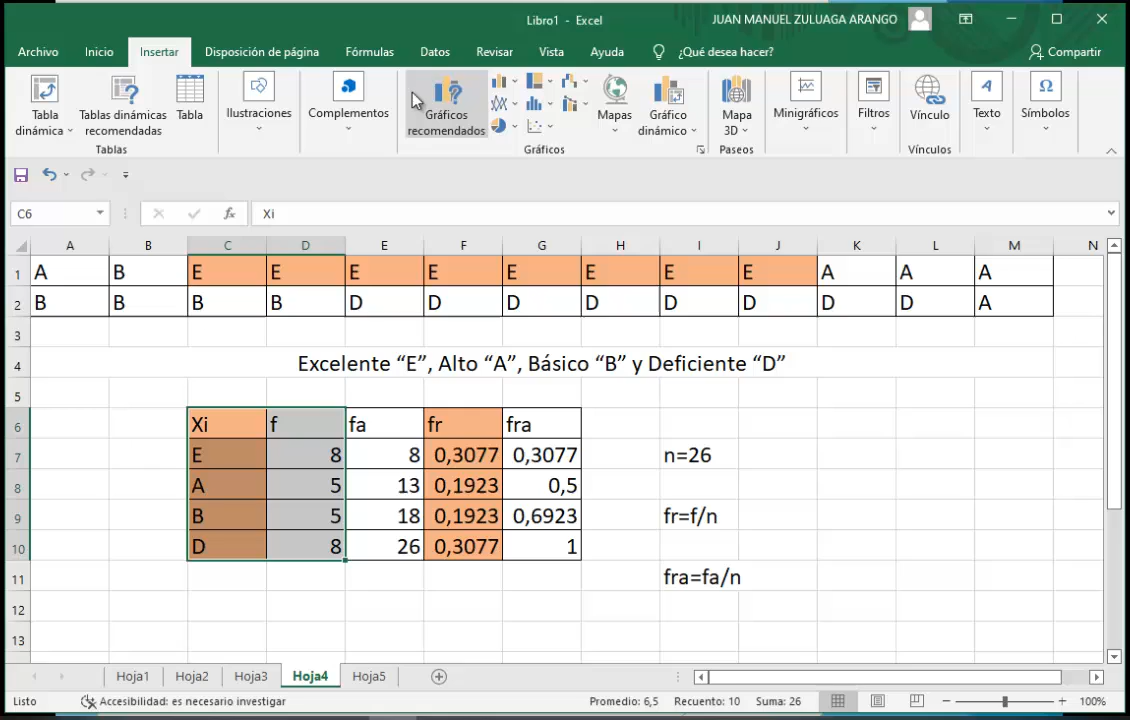 Libro1 - Excel
JUAN MANUEL ZULUAGA ARANGO
Archivo Inicio Insertar Disposición de página Fórmulas Datos Revisar Vista Ayuda ¿Qué desea hacer? Compartir
Tabla dinámica
Tablas dinámicas recomendadas
Tabla
Tablas
Ilustraciones
Complementos
Gráficos recomendados
Mapas
Gráfico dinámico
Gráficos
Mapa 3D
Paseos
Minigráficos
Filtros
Vínculo
Vínculos
Texto
Símbolos
C6 fx Xi
A B C D E F G H I J K L M N
1 A B E E E E E E E E A A A
2 B B B B D D D D D D D D A
3
4 Excelente “E”, Alto “A”, Básico “B” y Deficiente “D”
5
6 Xi f fa fr fra
7 E 8 8 0,3077 0,3077 n=26
8 A 5 13 0,1923 0,5
9 B 5 18 0,1923 0,6923 fr=f/n
10 D 8 26 0,3077 1
11 fra=fa/n
12
13
Hoja1 Hoja2 Hoja3 Hoja4 Hoja5
Listo Accesibilidad: es necesario investigar Promedio: 6,5 Recuento: 10 Suma: 26 100%